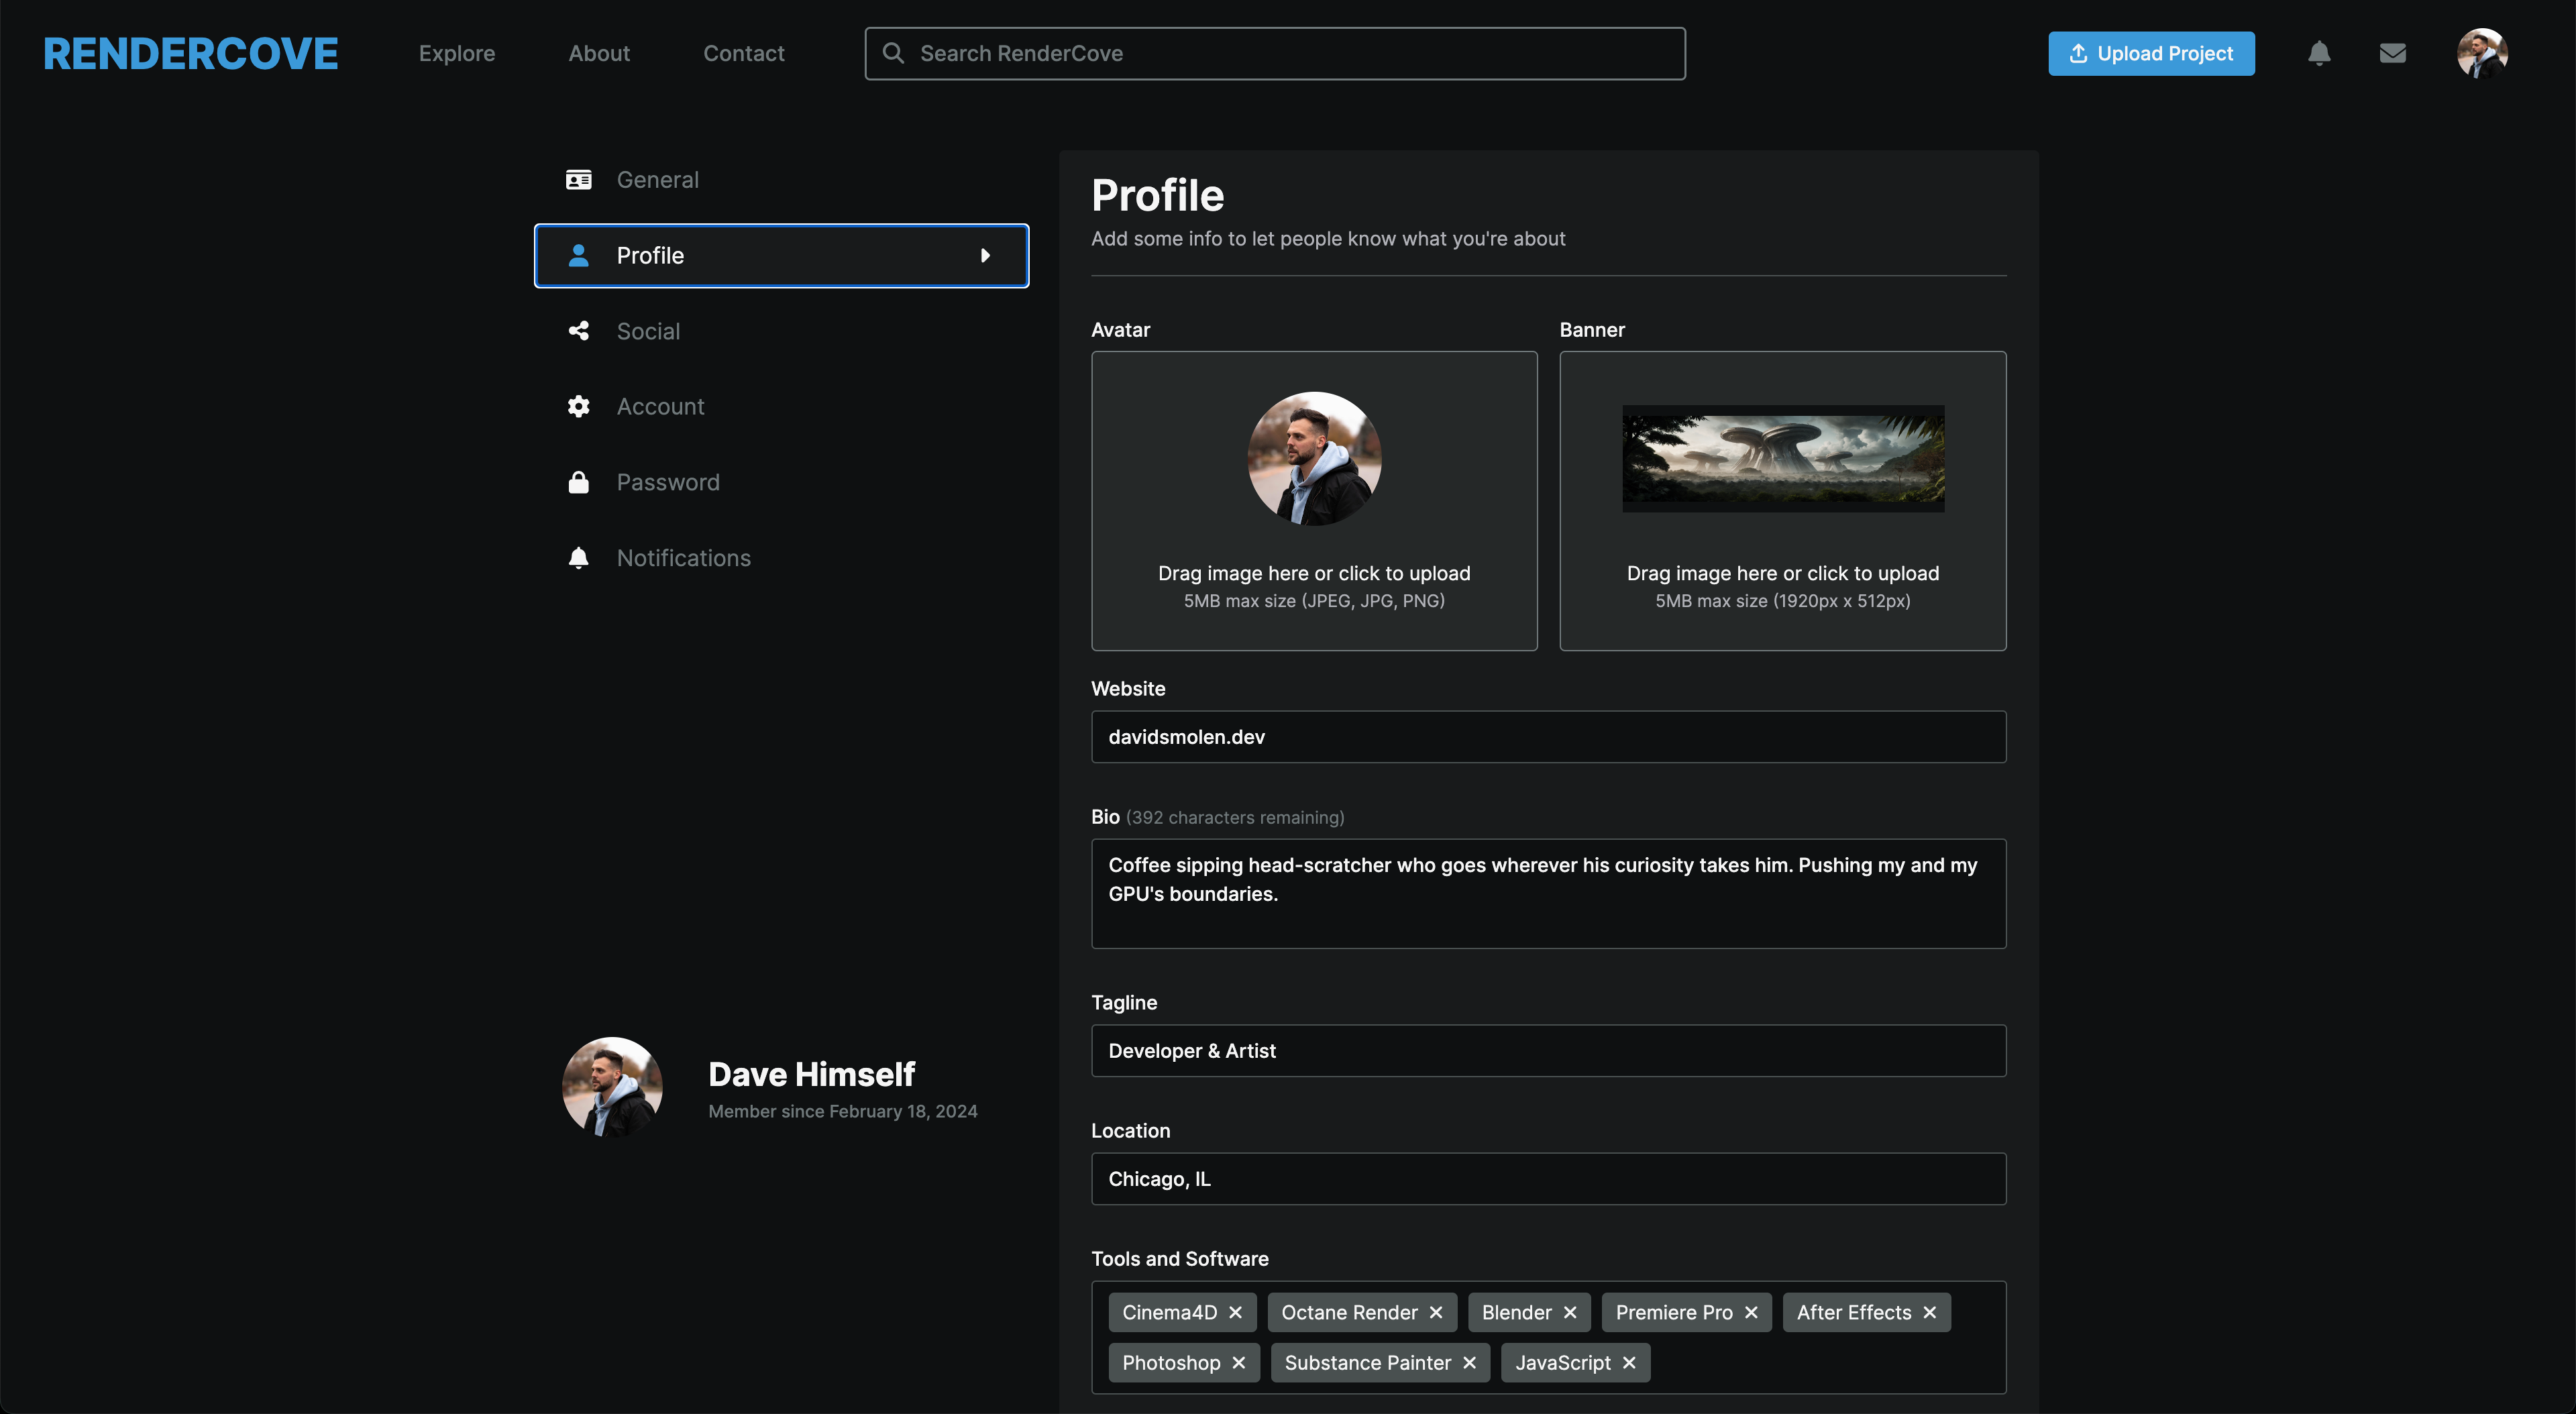 RENDERCOVE
Explore
About
Contact
Search RenderCove
Upload Project
General
Profile
Social
Account
Password
Notifications
Dave Himself
Member since February 18, 2024
Profile
Add some info to let people know what you're about
Avatar
Drag image here or click to upload
5MB max size (JPEG, JPG, PNG)
Banner
Drag image here or click to upload
5MB max size (1920px x 512px)
Website
davidsmolen.dev
Bio (392 characters remaining)
Coffee sipping head-scratcher who goes wherever his curiosity takes him. Pushing my and my
GPU's boundaries.
Tagline
Developer & Artist
Location
Chicago, IL
Tools and Software
Cinema4D
Octane Render
Blender
Premiere Pro
After Effects
Photoshop
Substance Painter
JavaScript